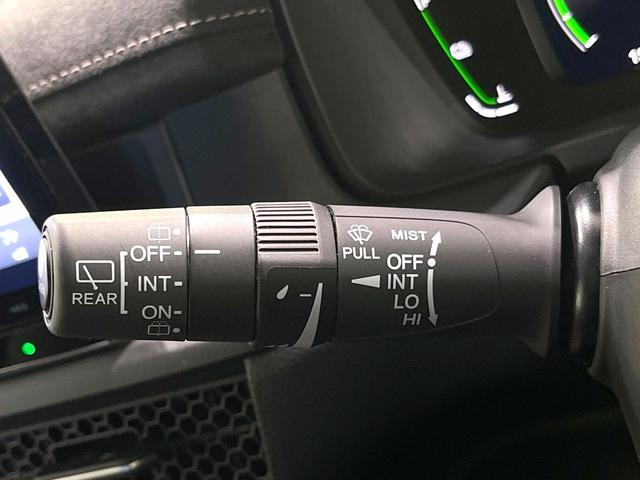 REAR
OFF
INT
ON
PULL
MIST
OFF
INT
LO
HI